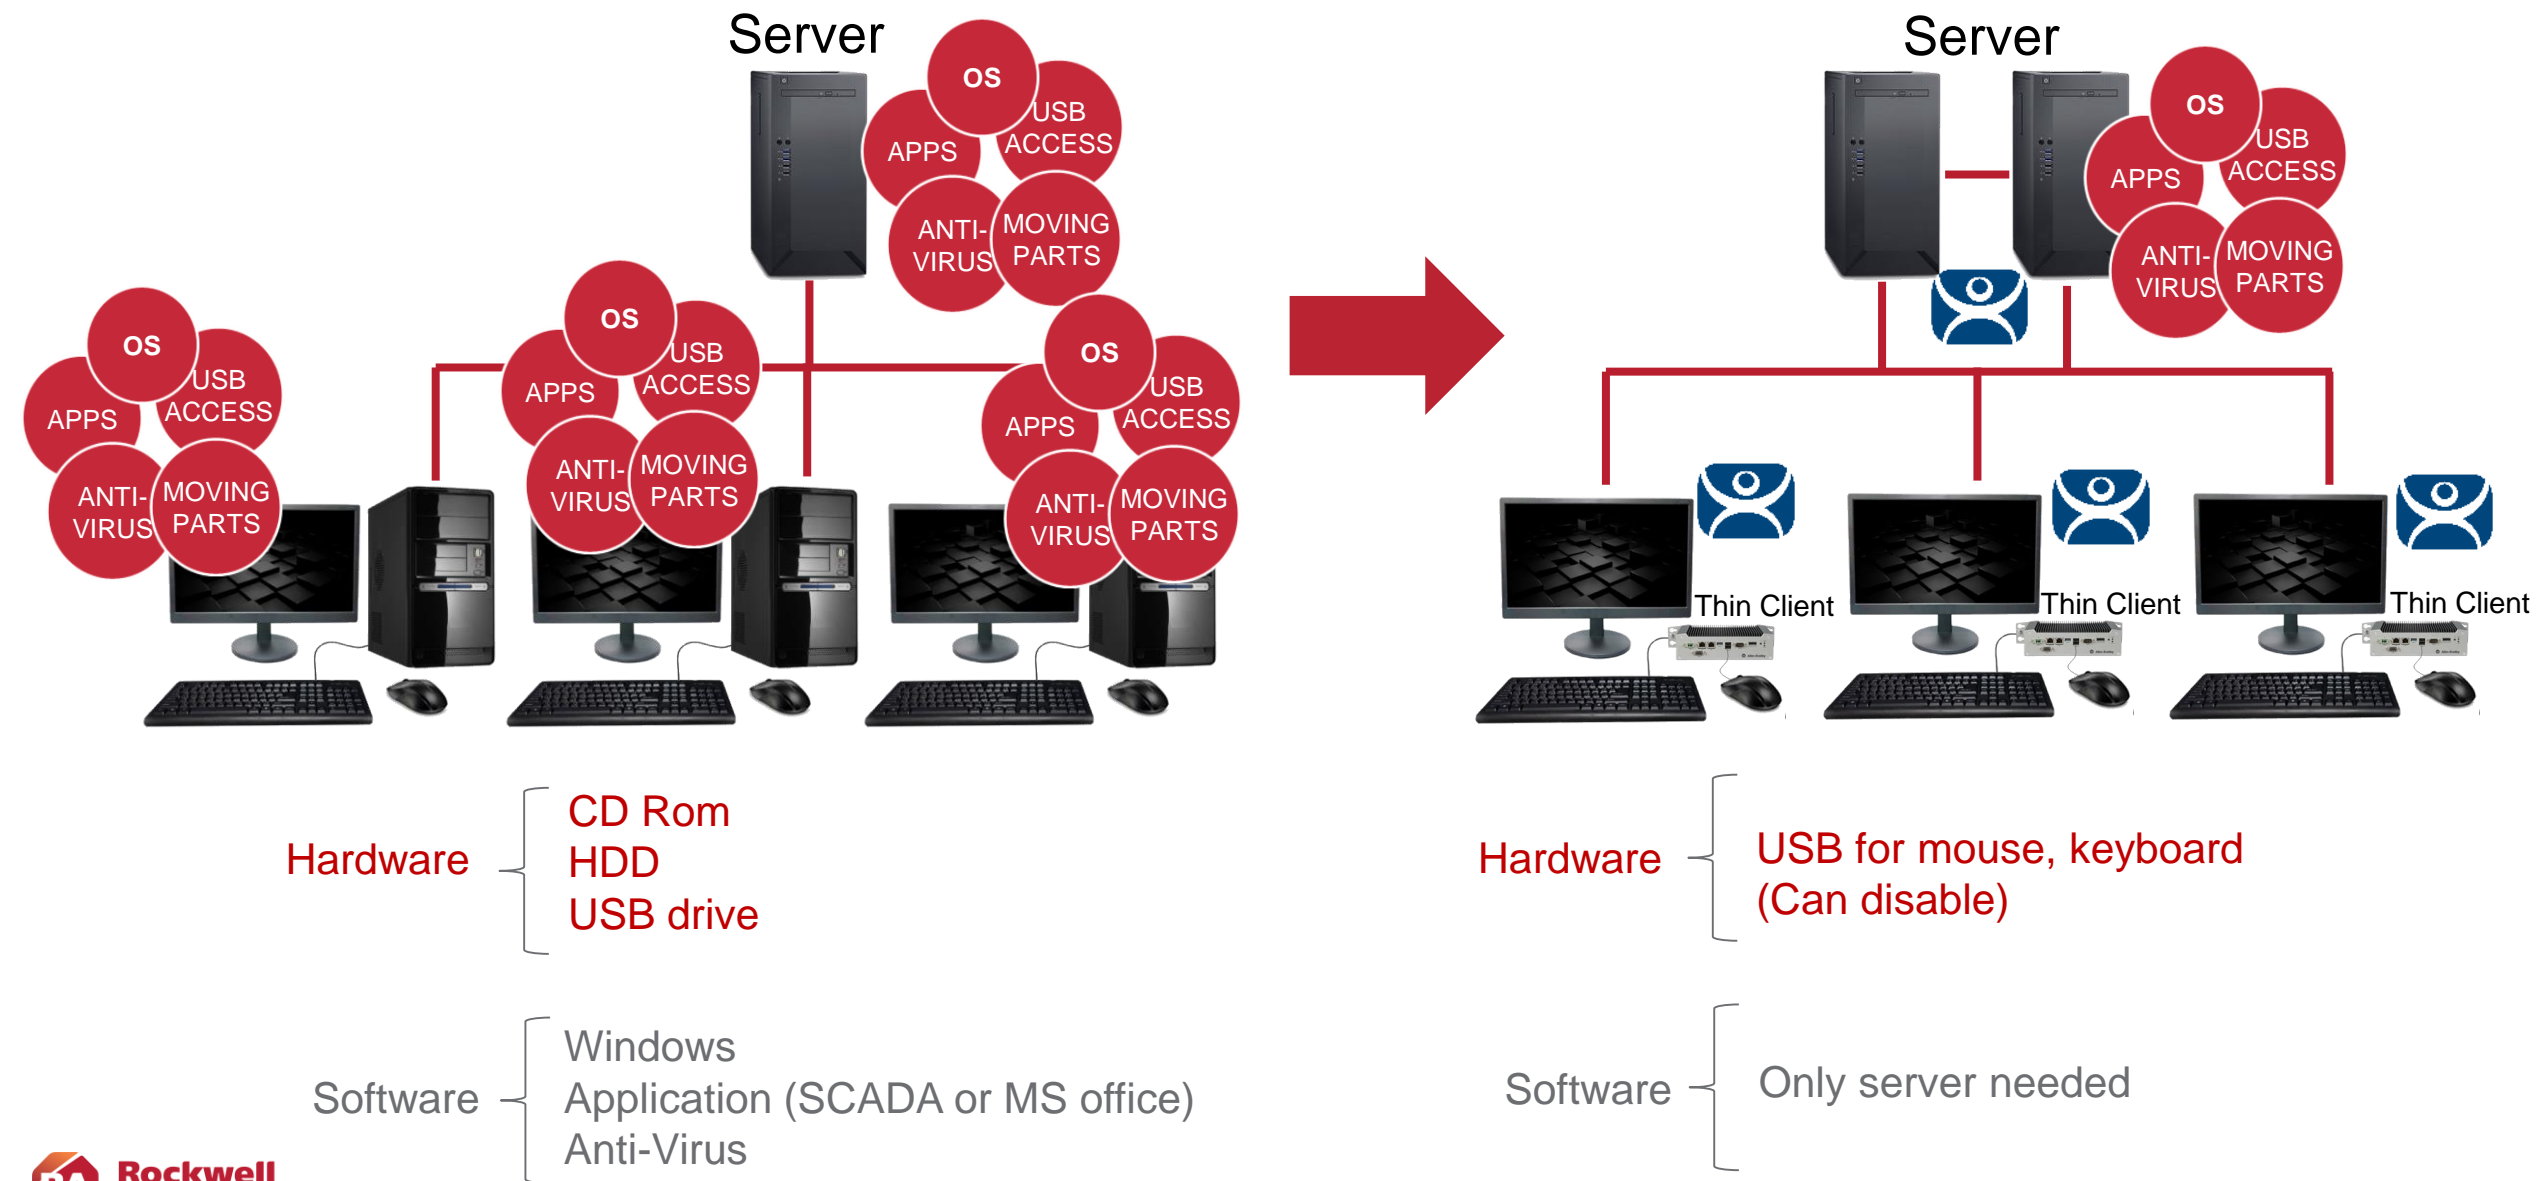 Server
OS
USB
ACCESS
APPS
ANTI-
VIRUS
MOVING
PARTS
OS
USB
ACCESS
APPS
ANTI-
VIRUS
MOVING
PARTS
OS
USB
ACCESS
APPS
ANTI-
VIRUS
MOVING
PARTS
OS
USB
ACCESS
APPS
ANTI-
VIRUS
MOVING
PARTS
Hardware
CD Rom
HDD
USB drive
Software
Windows
Application (SCADA or MS office)
Anti-Virus
Server
OS
USB
ACCESS
APPS
ANTI-
VIRUS
MOVING
PARTS
Thin Client
Thin Client
Thin Client
Hardware
USB for mouse, keyboard
(Can disable)
Software
Only server needed
Rockwell